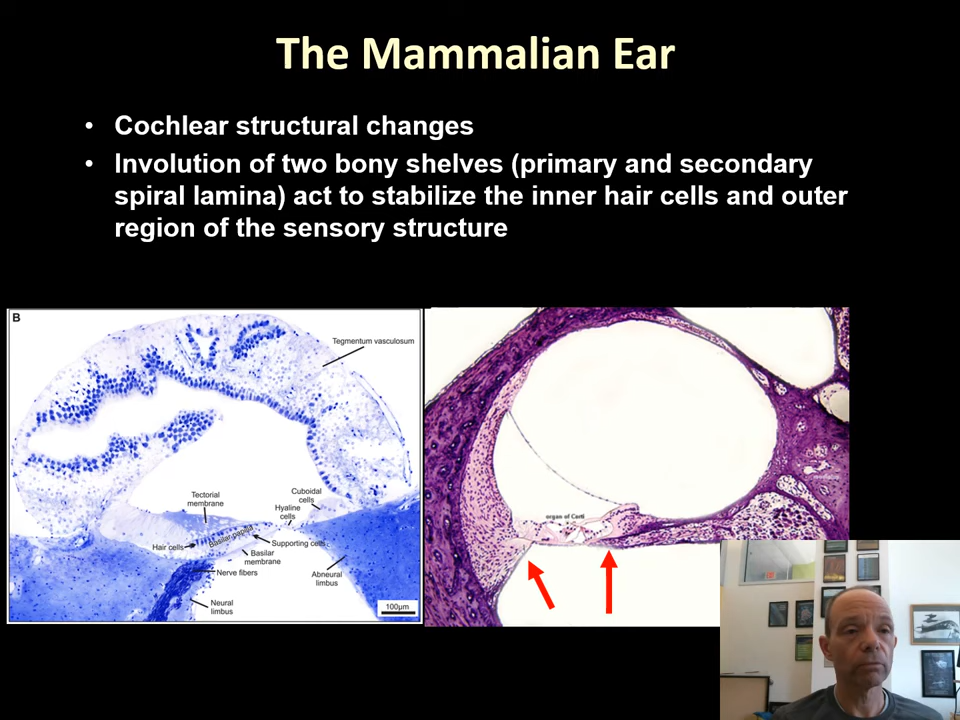 The Mammalian Ear
• Cochlear structural changes
• Involution of two bony shelves (primary and secondary
spiral lamina) act to stabilize the inner hair cells and outer
region of the sensory structure
B
Tegmentum vasculosum
Tectorial
membrane
Cuboidal
cells
Hyaline
cells
Hair cells
Basilar papilla
Supporting cells
Basilar
membrane
Nerve fibers
Abneural
limbus
Neural
limbus
100µm
organ of Corti